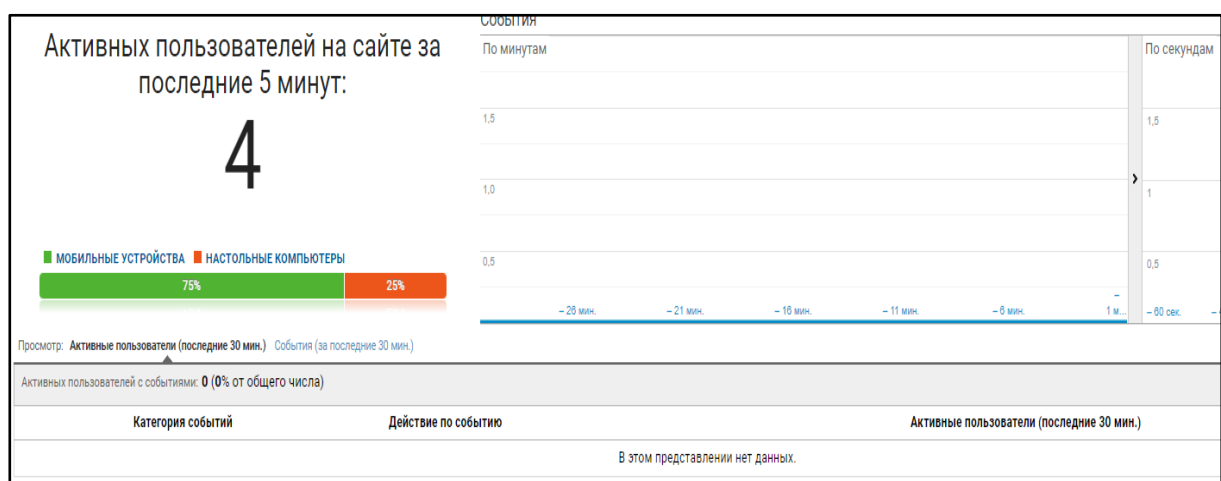 События
Активных пользователей на сайте за
последние 5 минут:
4
МОБИЛЬНЫЕ УСТРОЙСТВА НАСТОЛЬНЫЕ КОМПЬЮТЕРЫ
75% 25%
По минутам
1,5
1,0
0,5
– 26 мин. – 21 мин. – 16 мин. – 11 мин. – 6 мин. – 1 м...
По секундам
1,5
1
0,5
– 60 сек.
Просмотр: Активные пользователи (последние 30 мин.) События (за последние 30 мин.)
Активных пользователей с событиями: 0 (0% от общего числа)
Категория событий Действие по событию Активные пользователи (последние 30 мин.)
В этом представлении нет данных.